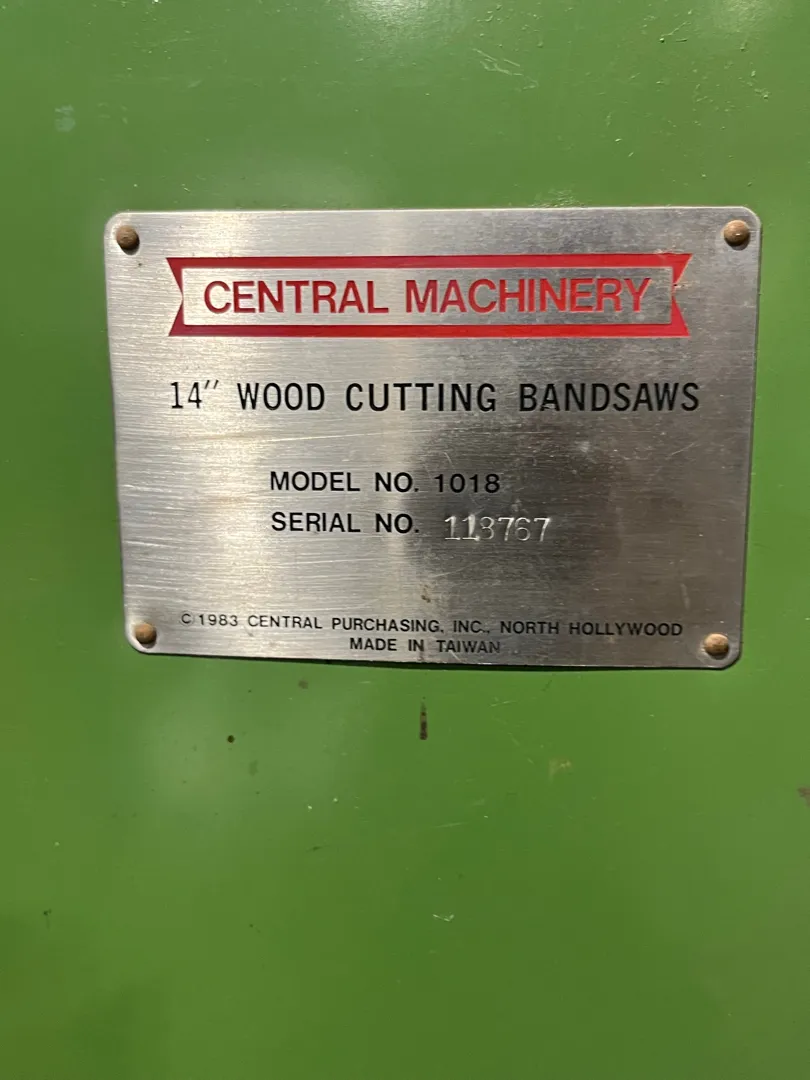 CENTRAL MACHINERY
14" WOOD CUTTING BANDSAWS
MODEL NO. 1018
SERIAL NO. 118767
© 1983 CENTRAL PURCHASING, INC., NORTH HOLLYWOOD
MADE IN TAIWAN